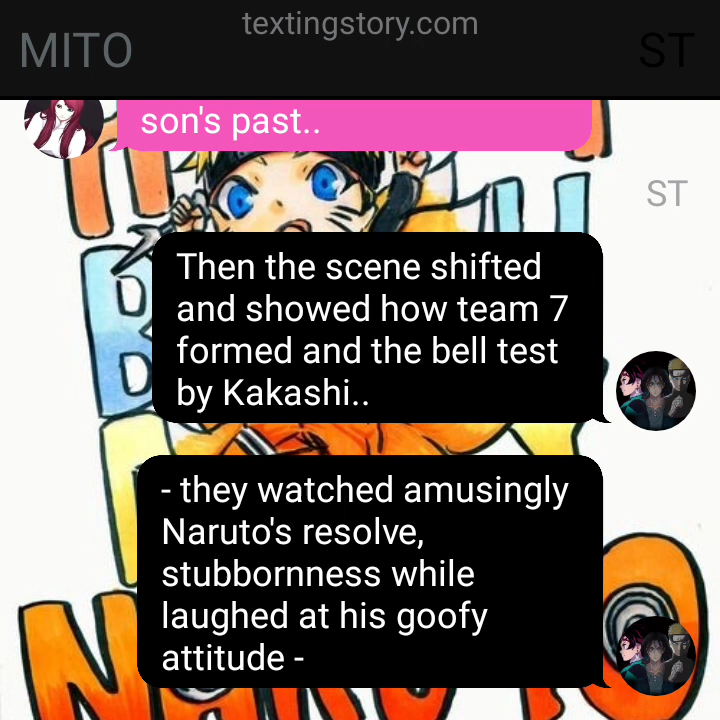 textingstory.com
MITO
ST
son's past..
ST
Then the scene shifted
and showed how team 7
formed and the bell test
by Kakashi..
- they watched amusingly
Naruto's resolve,
stubbornness while
laughed at his goofy
attitude -
NARUTO